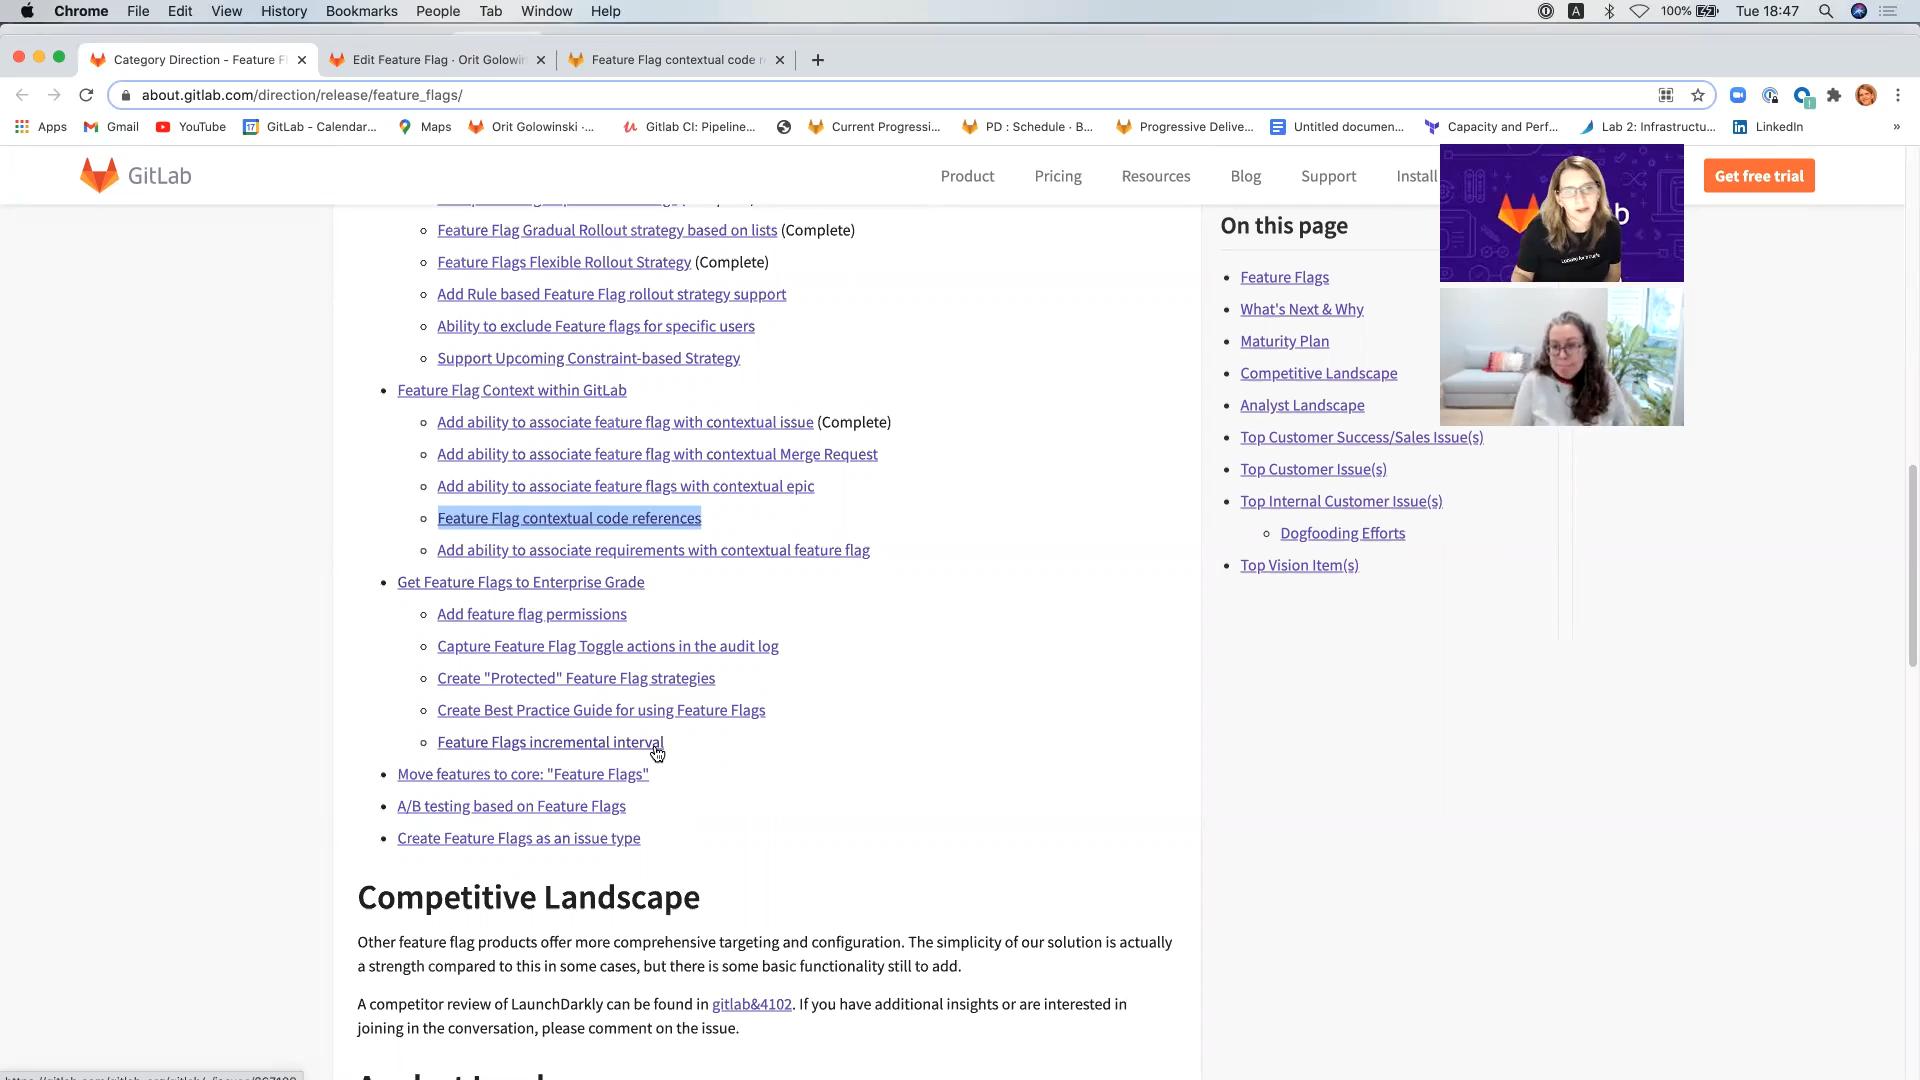 Chrome File Edit View History Bookmarks People Tab Window Help
A 100% Tue 18:47
Category Direction - Feature Fl
Edit Feature Flag · Orit Golowin
Feature Flag contextual code r
about.gitlab.com/direction/release/feature_flags/
Apps Gmail YouTube GitLab - Calendar... Maps Orit Golowinski ·... Gitlab CI: Pipeline... Current Progressi... PD : Schedule · B... Progressive Delive... Untitled documen... Capacity and Perf... Lab 2: Infrastructu... LinkedIn »
GitLab
Product Pricing Resources Blog Support Install
Get free trial
Feature Flag Gradual Rollout strategy based on lists (Complete)
Feature Flags Flexible Rollout Strategy (Complete)
Add Rule based Feature Flag rollout strategy support
Ability to exclude Feature flags for specific users
Support Upcoming Constraint-based Strategy
Feature Flag Context within GitLab
Add ability to associate feature flag with contextual issue (Complete)
Add ability to associate feature flag with contextual Merge Request
Add ability to associate feature flags with contextual epic
Feature Flag contextual code references
Add ability to associate requirements with contextual feature flag
Get Feature Flags to Enterprise Grade
Add feature flag permissions
Capture Feature Flag Toggle actions in the audit log
Create "Protected" Feature Flag strategies
Create Best Practice Guide for using Feature Flags
Feature Flags incremental interval
Move features to core: "Feature Flags"
A/B testing based on Feature Flags
Create Feature Flags as an issue type
Competitive Landscape
Other feature flag products offer more comprehensive targeting and configuration. The simplicity of our solution is actually
a strength compared to this in some cases, but there is some basic functionality still to add.
A competitor review of LaunchDarkly can be found in gitlab&4102. If you have additional insights or are interested in
joining in the conversation, please comment on the issue.
On this page
Feature Flags
What's Next & Why
Maturity Plan
Competitive Landscape
Analyst Landscape
Top Customer Success/Sales Issue(s)
Top Customer Issue(s)
Top Internal Customer Issue(s)
Dogfooding Efforts
Top Vision Item(s)